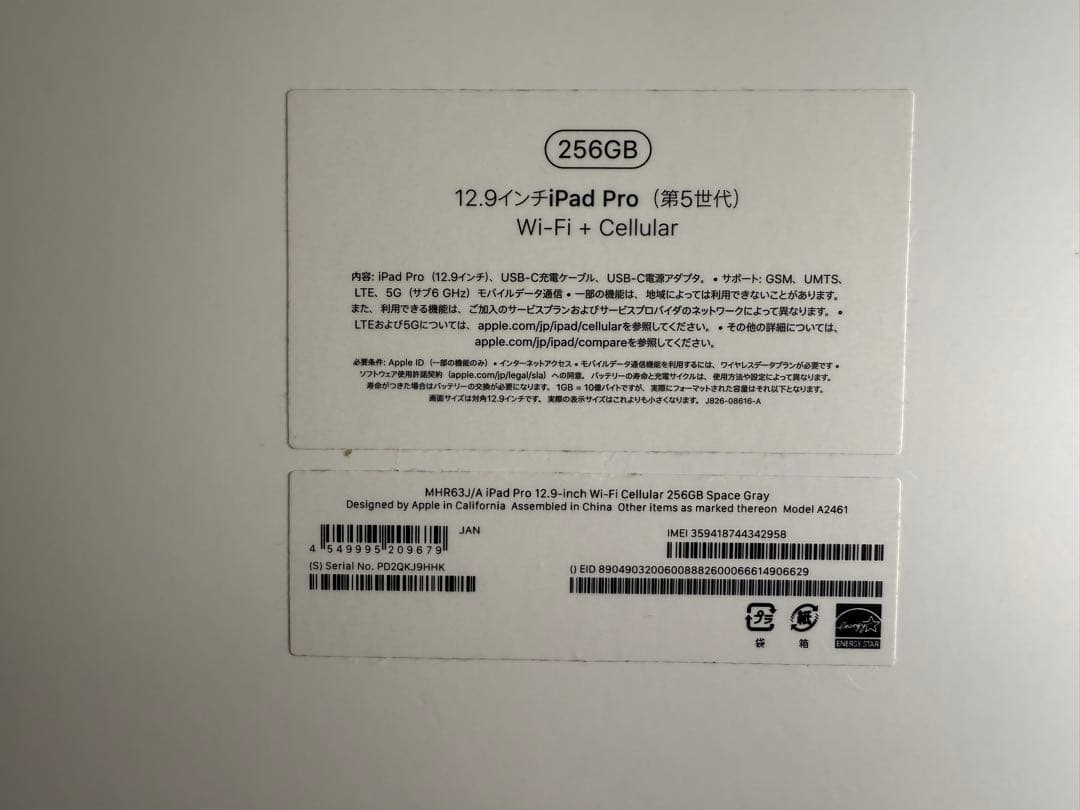 256GB
12.9インチiPad Pro（第5世代）
Wi-Fi + Cellular
内容: iPad Pro（12.9インチ）、USB-C充電ケーブル、USB-C電源アダプタ。• サポート: GSM、UMTS、
LTE、5G（サブ6 GHz）モバイルデータ通信 • 一部の機能は、地域によっては利用できないことがあります。
また、利用できる機能は、ご加入のサービスプランおよびサービスプロバイダのネットワークによって異なります。•
LTEおよび5Gについては、apple.com/jp/ipad/cellularを参照してください。• その他の詳細については、
apple.com/jp/ipad/compareを参照してください。
必要条件: Apple ID（一部の機能のみ）• インターネットアクセス • モバイルデータ通信機能を利用するには、ワイヤレスデータプランが必要です •
ソフトウェア使用許諾契約（apple.com/jp/legal/sla）への同意。バッテリーの寿命と充電サイクルは、使用方法や設定によって異なります。
寿命がつきた場合はバッテリーの交換が必要になります。1GB = 10億バイトですが、実際にフォーマットされた容量はそれ以下となります。
画面サイズは対角12.9インチです。実際の表示サイズはこれよりも小さくなります。J826-08616-A
MHR63J/A iPad Pro 12.9-inch Wi-Fi Cellular 256GB Space Gray
Designed by Apple in California Assembled in China Other items as marked thereon Model A2461
JAN
4 549995 209679
(S) Serial No. PD2QKJ9HHK
IMEI 359418744342958
() EID 89049032006008882600066614906629
プラ
袋
紙
箱
energy
ENERGY STAR